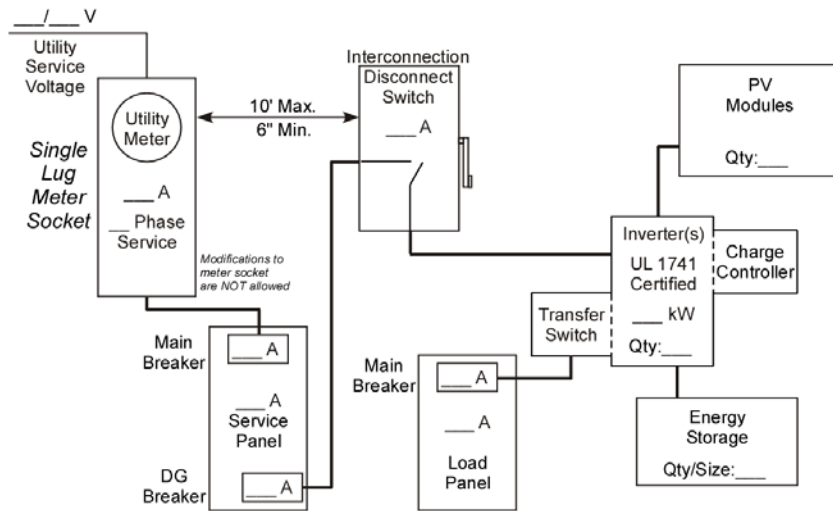 ___/___ V
Utility
Service
Voltage
Utility
Meter
Single
Lug
Meter
Socket
___ A
__ Phase
Service
Modifications to
meter socket
are NOT allowed
10' Max.
6" Min.
Interconnection
Disconnect
Switch
___ A
PV
Modules
Qty:___
Inverter(s)
UL 1741
Certified
___ kW
Qty:___
Charge
Controller
Transfer
Switch
Main
Breaker
___ A
___ A
Service
Panel
DG
Breaker
___ A
Main
Breaker
___ A
___ A
Load
Panel
Energy
Storage
Qty/Size:___